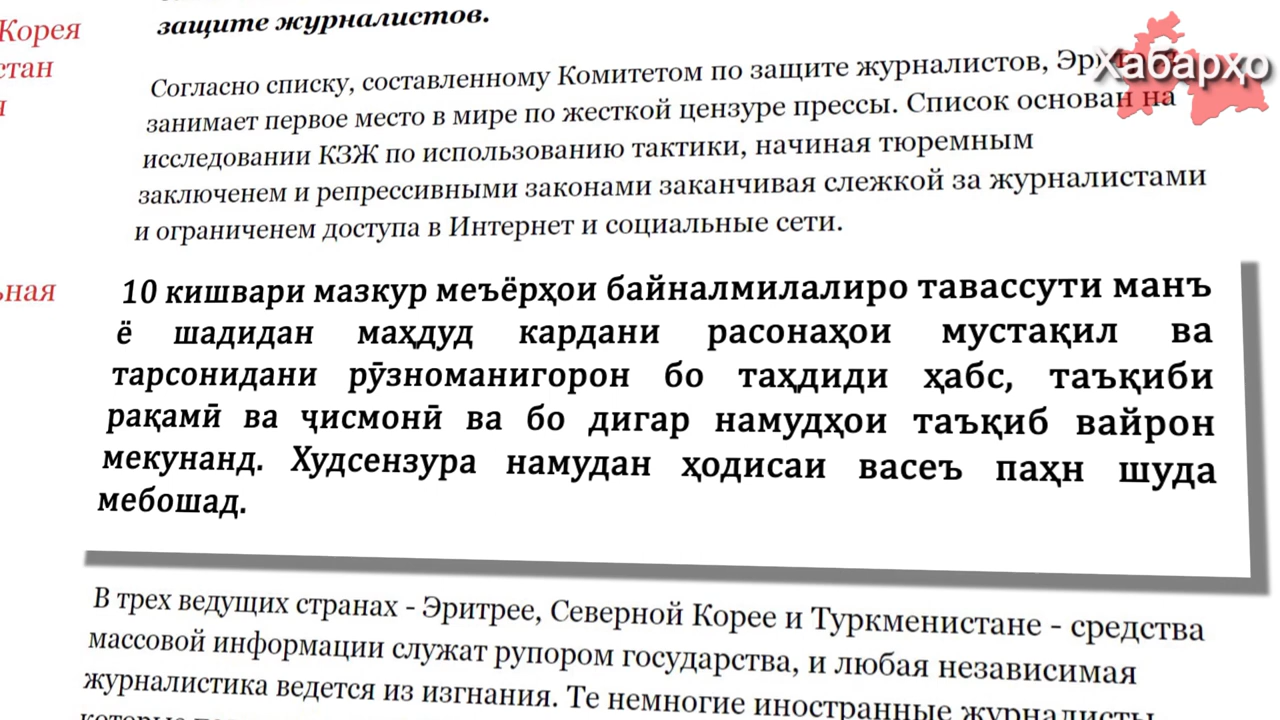 защите журналистов.
Корея
стан
Хабарҳо
Согласно списку, составленному Комитетом по защите журналистов,
занимает первое место в мире по жесткой цензуре прессы. Список основан на
исследовании КЗЖ по использованию тактики, начиная тюремным
заключенем и репрессивными законами заканчивая слежкой за журналистами
и ограниченем доступа в Интернет и социальные сети.
ьная
10 кишвари мазкур меъёрҳои байналмилалиро тавассути манъ
ё шадидан маҳдуд кардани расонаҳои мустақил ва
тарсонидани рӯзноманигорон бо таҳдиди ҳабс, таъқиби
рақамӣ ва ҷисмонӣ ва бо дигар намудҳои таъқиб вайрон
мекунанд. Худсензура намудан ҳодисаи васеъ паҳн шуда
мебошад.
В трех ведущих странах - Эритрее, Северной Корее и Туркменистане - средства
массовой информации служат рупором государства, и любая независимая
журналистика ведется из изгнания. Те немногие иностранные журналисты,